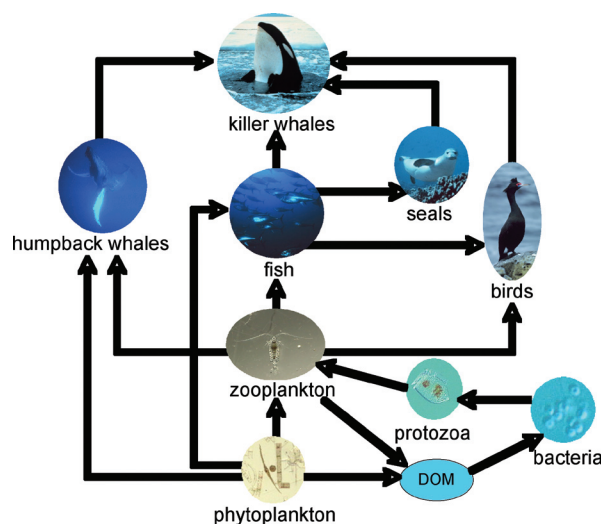 killer whales
seals
humpback whales
fish
birds
zooplankton
protozoa
bacteria
DOM
phytoplankton